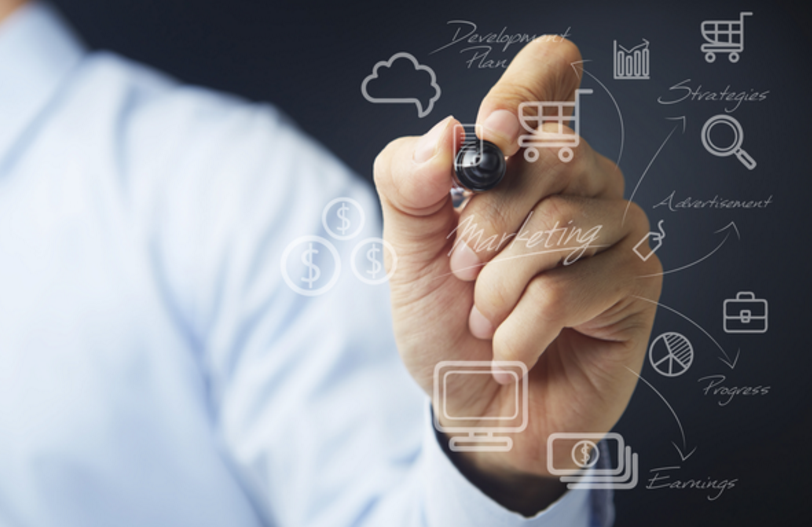 Development
Plan
Strategies
Advertisement
Marketing
Progress
Earnings